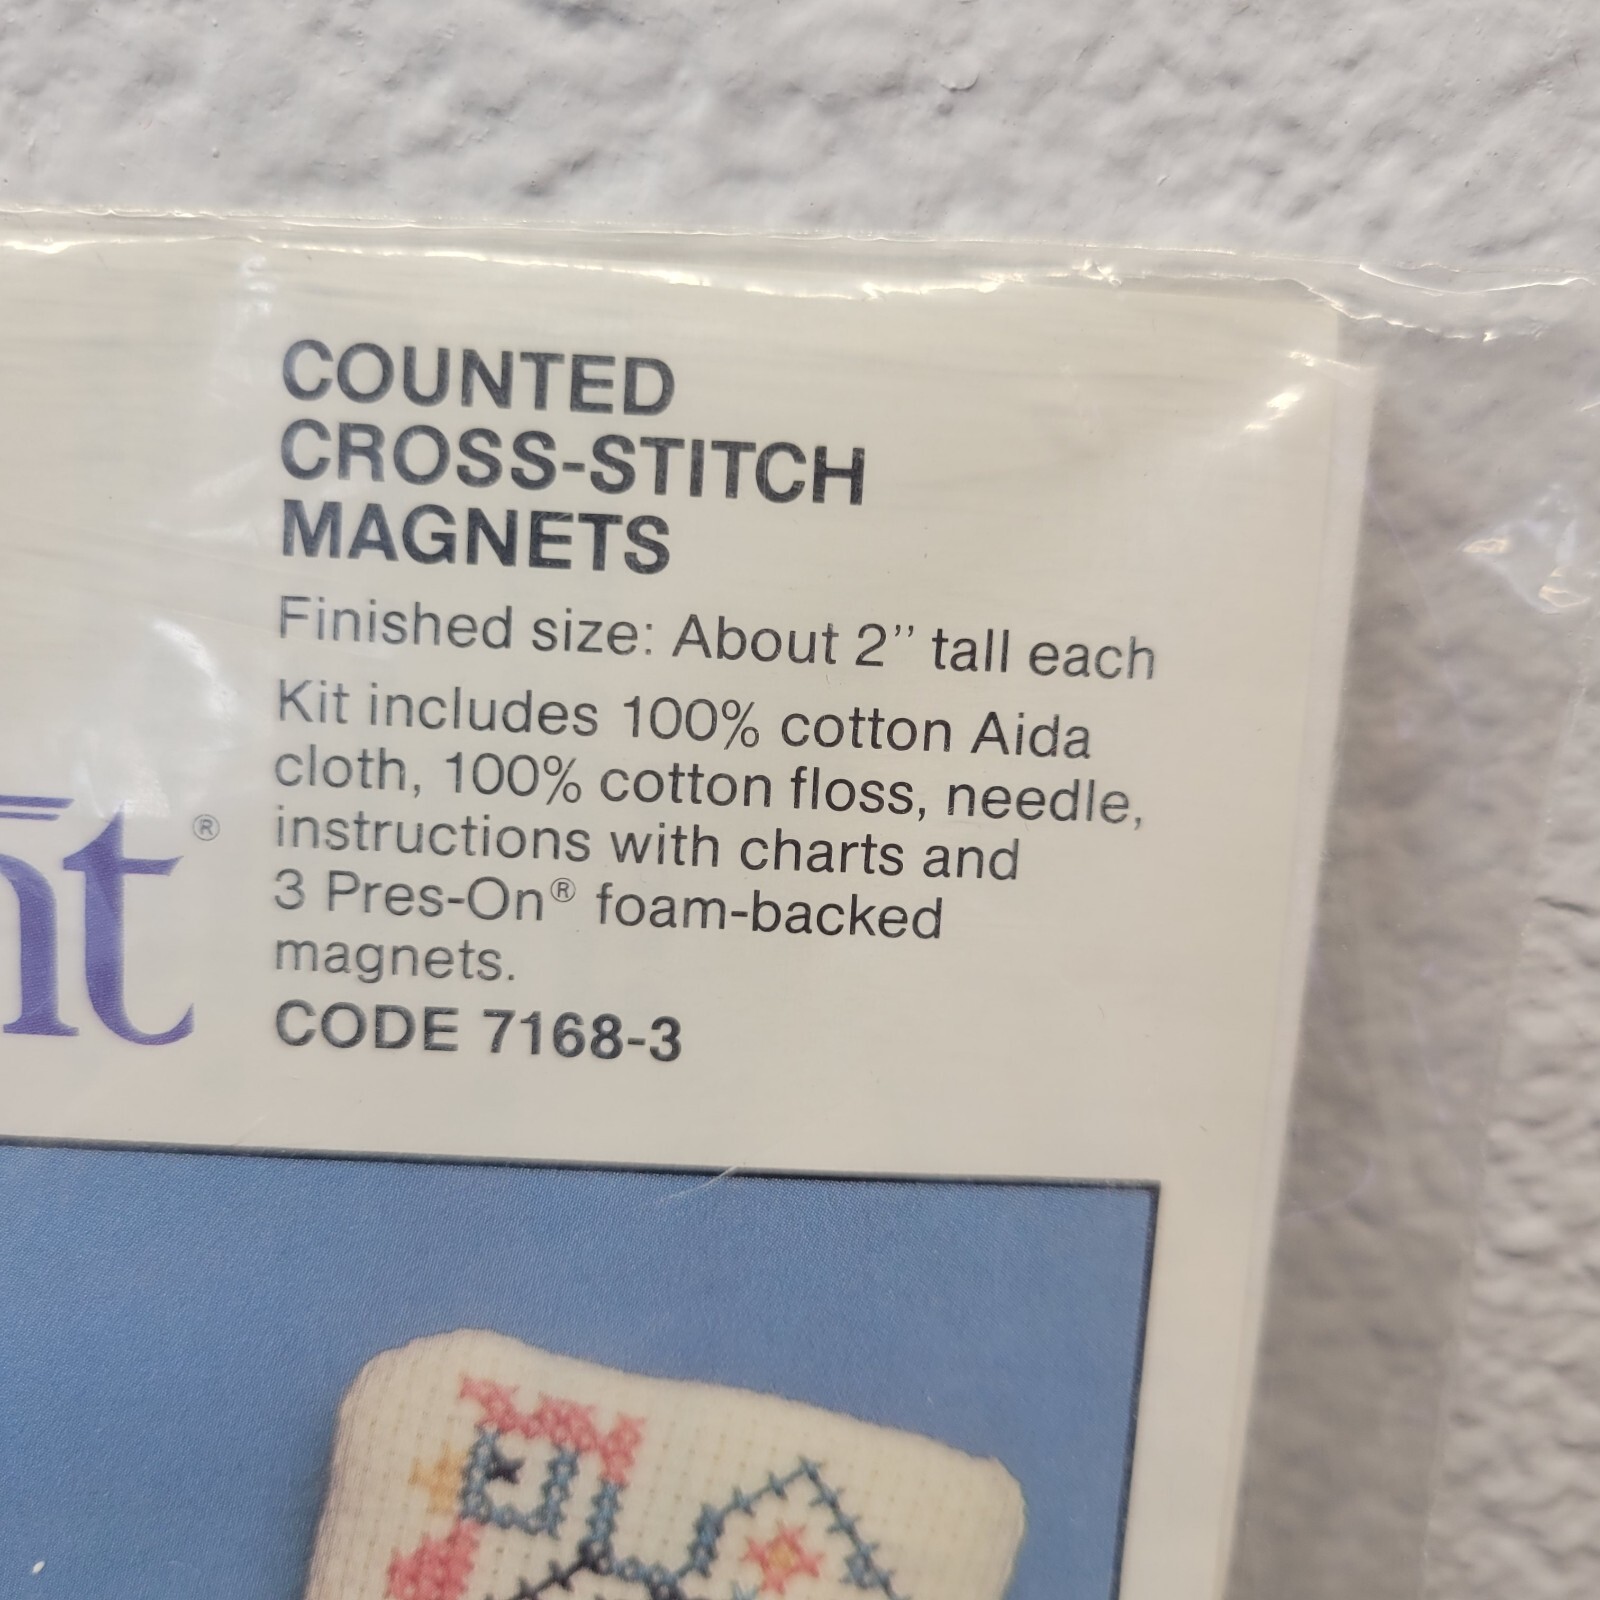 COUNTED
CROSS-STITCH
MAGNETS
Finished size: About 2” tall each
Kit includes 100% cotton Aida
cloth, 100% cotton floss, needle,
instructions with charts and
3 Pres-On® foam-backed
magnets.
CODE 7168-3